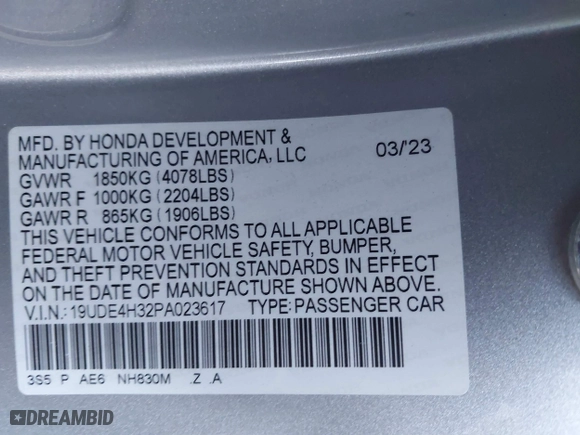 MFD. BY HONDA DEVELOPMENT &
MANUFACTURING OF AMERICA, LLC 03/'23
GVWR 1850KG (4078LBS)
GAWR F 1000KG (2204LBS)
GAWR R 865KG (1906LBS)
THIS VEHICLE CONFORMS TO ALL APPLICABLE
FEDERAL MOTOR VEHICLE SAFETY, BUMPER,
AND THEFT PREVENTION STANDARDS IN EFFECT
ON THE DATE OF MANUFACTURE SHOWN ABOVE.
V.I.N.: 19UDE4H32PA023617 TYPE: PASSENGER CAR
3S5 P AE6 NH830M .Z .A
DREAMBID